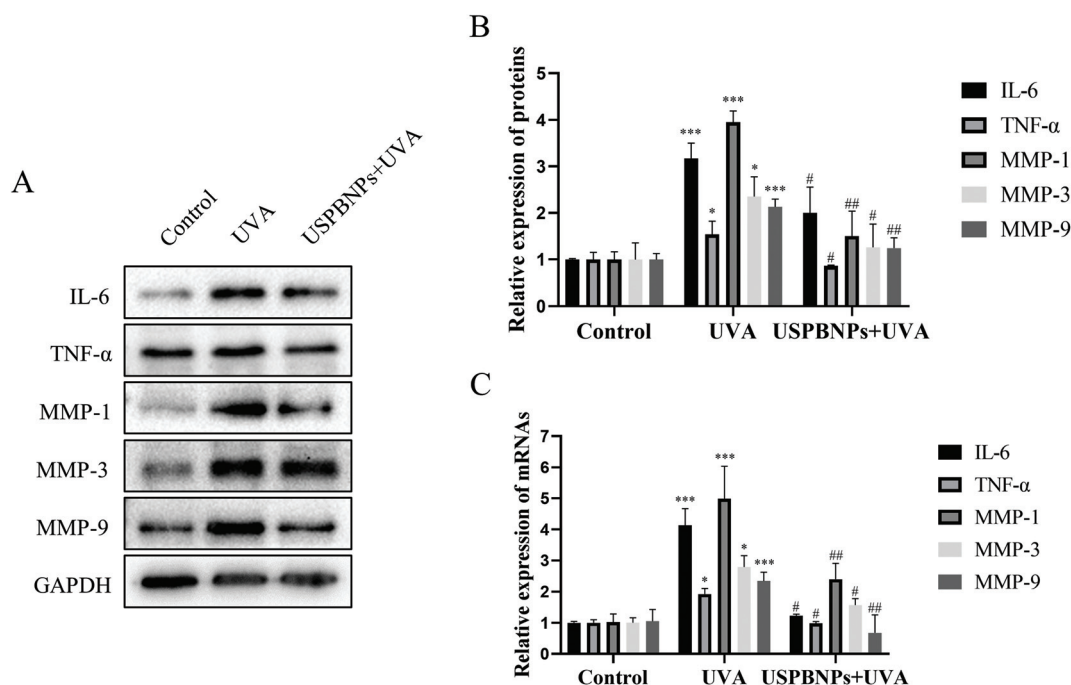 A
Control
UVA
USPBNPs+UVA
IL-6
TNF-α
MMP-1
MMP-3
MMP-9
GAPDH
B
Relative expression of proteins
5
4
3
2
1
0
***
*
***
*
***
#
#
##
#
##
Control
UVA
USPBNPs+UVA
IL-6
TNF-α
MMP-1
MMP-3
MMP-9
C
Relative expression of mRNAs
7
6
5
4
3
2
1
0
***
*
***
*
***
#
#
##
#
##
Control
UVA
USPBNPs+UVA
IL-6
TNF-α
MMP-1
MMP-3
MMP-9